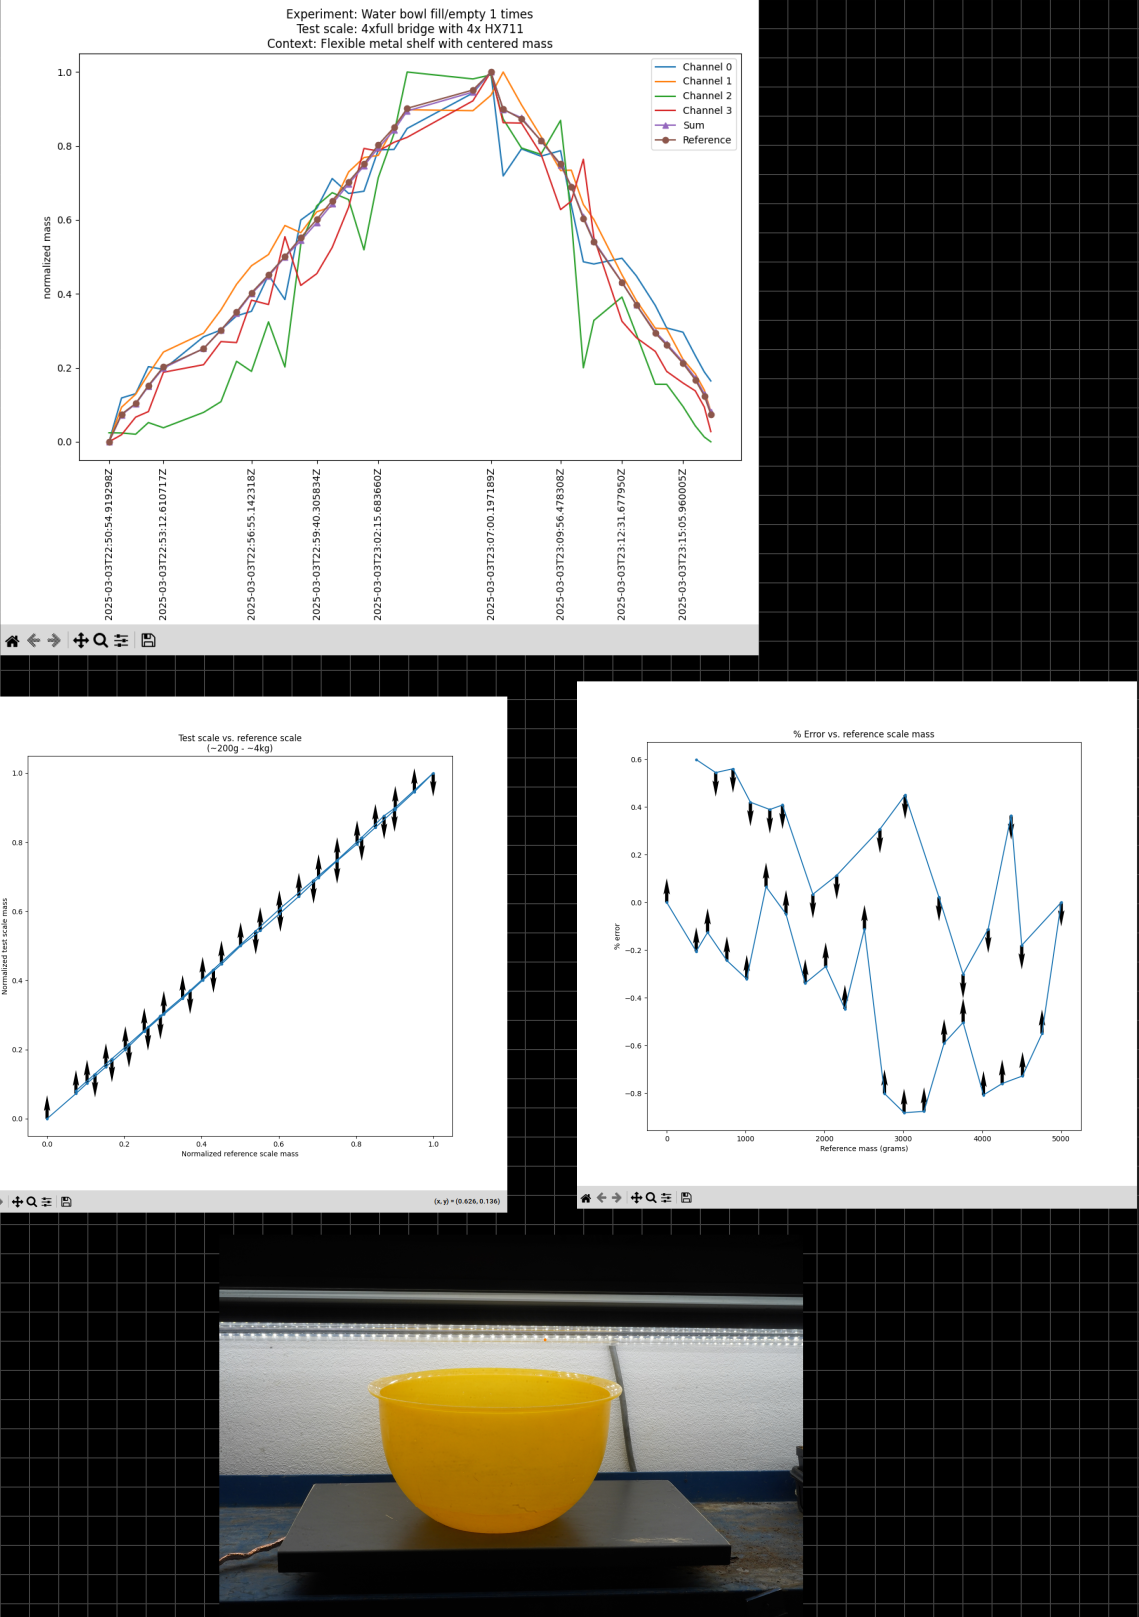 Experiment: Water bowl fill/empty 1 times
Test scale: 4xfull bridge with 4x HX711
Context: Flexible metal shelf with centered mass
Channel 0
Channel 1
Channel 2
Channel 3
Sum
Reference
normalized mass
1.0
0.8
0.6
0.4
0.2
0.0
2025-03-03T22:50:54.919298Z
2025-03-03T22:53:12.610717Z
2025-03-03T22:56:55.142318Z
2025-03-03T22:59:40.305834Z
2025-03-03T23:02:15.683660Z
2025-03-03T23:07:00.197189Z
2025-03-03T23:09:56.478308Z
2025-03-03T23:12:31.677950Z
2025-03-03T23:15:05.960005Z
Test scale vs. reference scale
(~200g - ~4kg)
Normalized test scale mass
1.0
0.8
0.6
0.4
0.2
0.0
0.0 0.2 0.4 0.6 0.8 1.0
Normalized reference scale mass
(x, y) = (0.626, 0.136)
% Error vs. reference scale mass
% error
0.6
0.4
0.2
0.0
−0.2
−0.4
−0.6
−0.8
0 1000 2000 3000 4000 5000
Reference mass (grams)